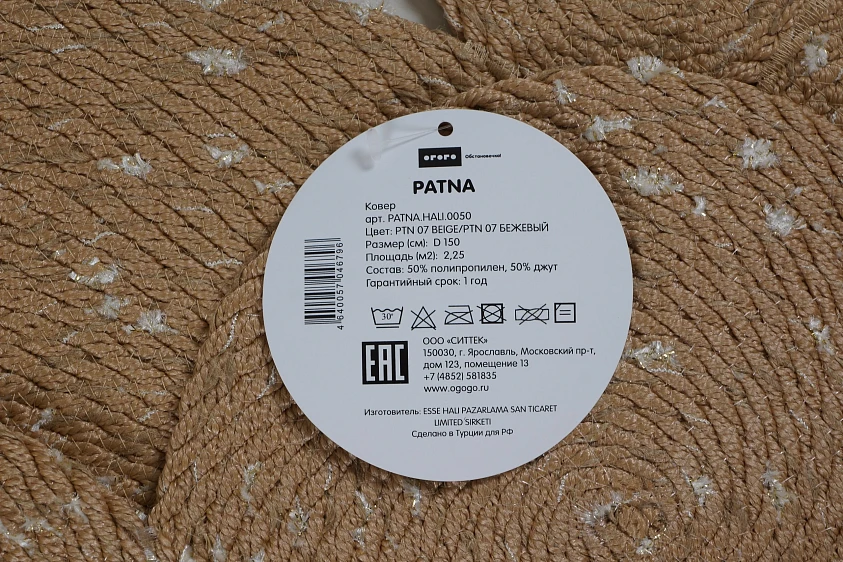 ogogo Обстановочка!
PATNA
Ковер
арт. PATNA.HALI.0050
Цвет: PTN 07 BEIGE/PTN 07 БЕЖЕВЫЙ
Размер (см): D 150
Площадь (м2): 2,25
Состав: 50% полипропилен, 50% джут
Гарантийный срок: 1 год
4 640057 046796
30°
EAC
ООО «СИТТЕК»
150030, г. Ярославль, Московский пр-т,
дом 123, помещение 13
+7 (4852) 581835
www.ogogo.ru
Изготовитель: ESSE HALI PAZARLAMA SAN TICARET
LIMITED SIRKETI
Сделано в Турции для РФ